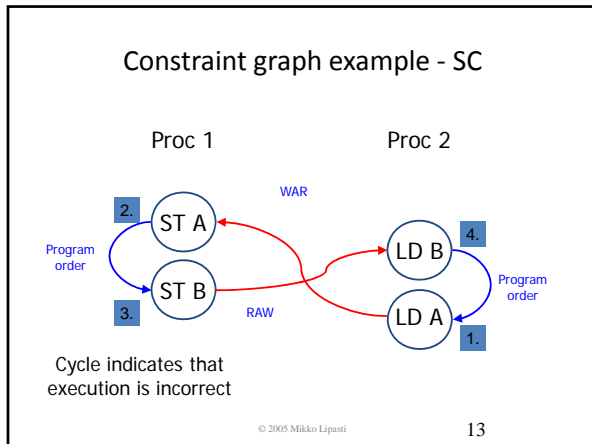 Constraint graph example - SC
Proc 1
Proc 2
WAR
2.
ST A
4.
LD B
Program
order
Program
order
ST B
3.
RAW
LD A
1.
Cycle indicates that
execution is incorrect
© 2005 Mikko Lipasti
13